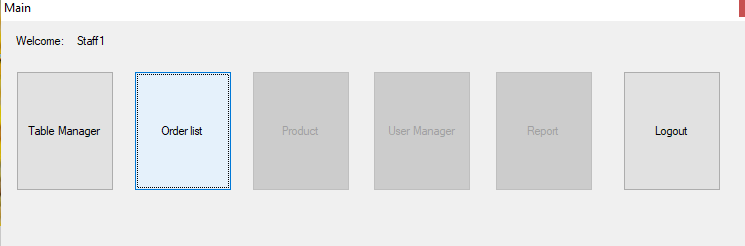 Main
Welcome: Staff1
Table Manager
Order list
Product
User Manager
Report
Logout